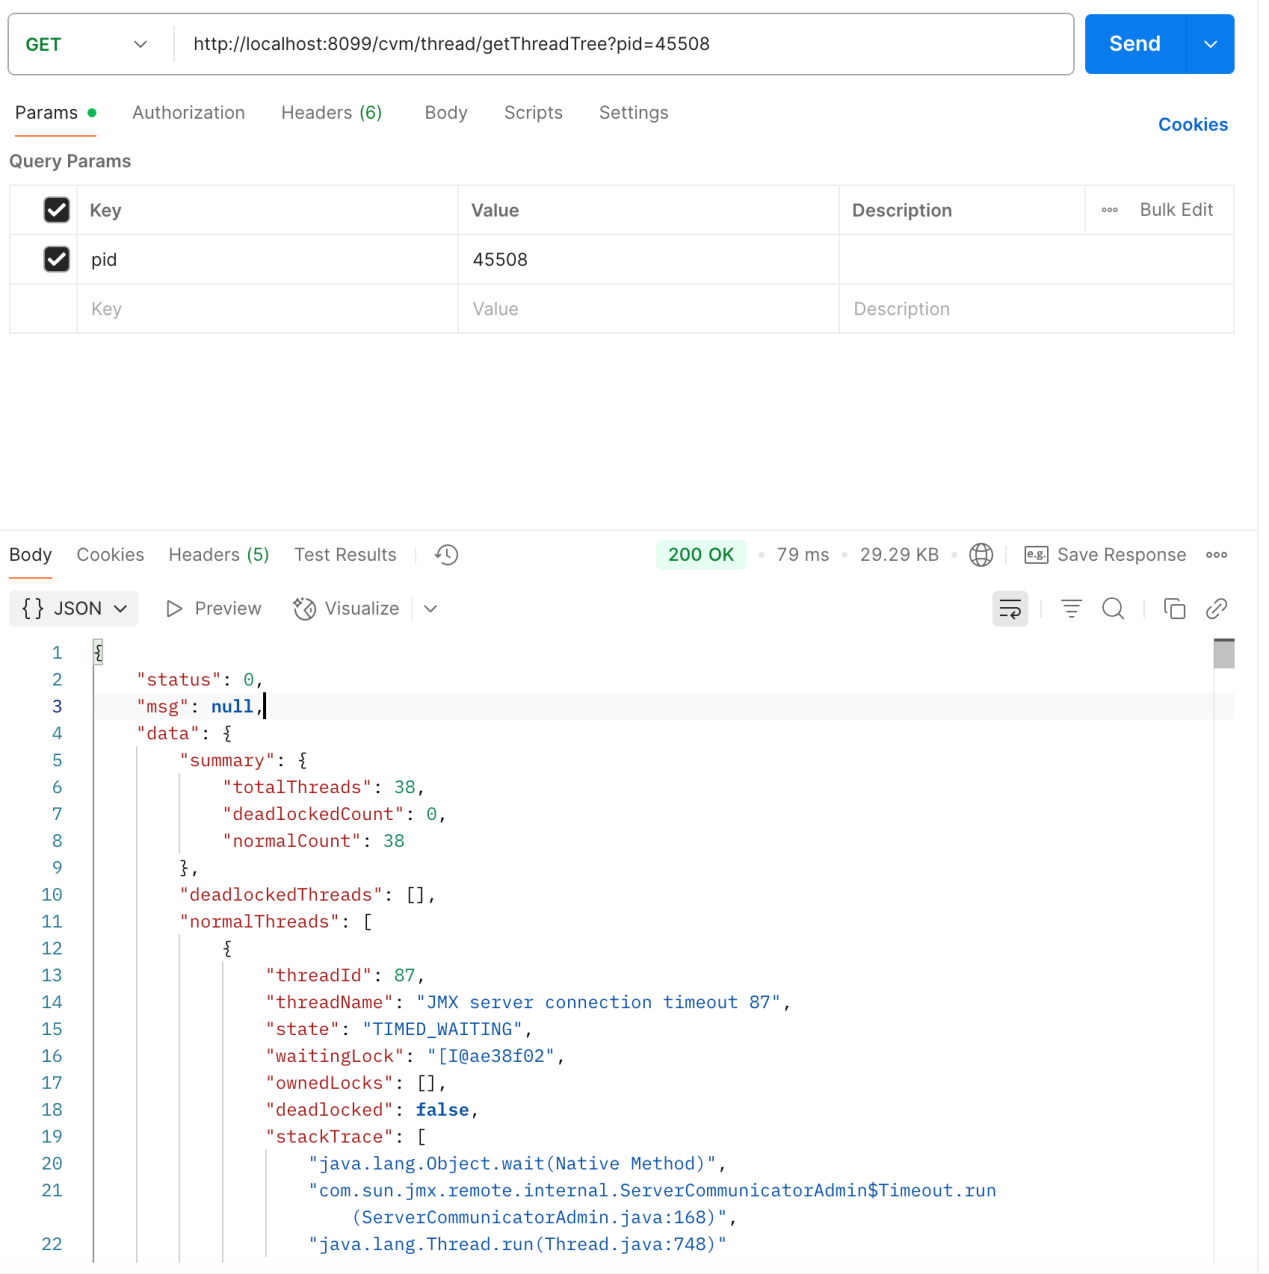 GET http://localhost:8099/cvm/thread/getThreadTree?pid=45508 Send
Params Authorization Headers (6) Body Scripts Settings Cookies
Query Params
Key Value Description Bulk Edit
pid 45508
Key Value Description
Body Cookies Headers (5) Test Results 200 OK 79 ms 29.29 KB e.g. Save Response
{} JSON Preview Visualize
1 {
2 "status": 0,
3 "msg": null,
4 "data": {
5 "summary": {
6 "totalThreads": 38,
7 "deadlockedCount": 0,
8 "normalCount": 38
9 },
10 "deadlockedThreads": [],
11 "normalThreads": [
12 {
13 "threadId": 87,
14 "threadName": "JMX server connection timeout 87",
15 "state": "TIMED_WAITING",
16 "waitingLock": "[I@ae38f02",
17 "ownedLocks": [],
18 "deadlocked": false,
19 "stackTrace": [
20 "java.lang.Object.wait(Native Method)",
21 "com.sun.jmx.remote.internal.ServerCommunicatorAdmin$Timeout.run
(ServerCommunicatorAdmin.java:168)",
22 "java.lang.Thread.run(Thread.java:748)"